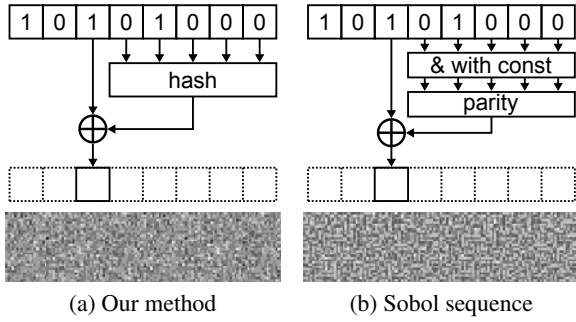 1 0 1 0 1 0 0 0
hash
(a) Our method
1 0 1 0 1 0 0 0
& with const
parity
(b) Sobol sequence